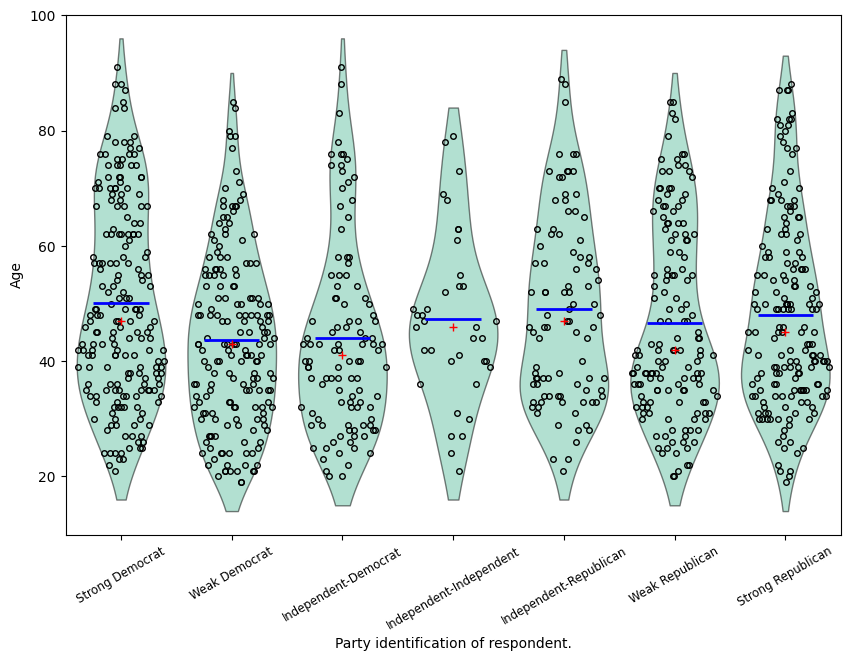 100
80
60
40
20
Age
Strong Democrat
Weak Democrat
Independent-Democrat
Independent-Independent
Independent-Republican
Weak Republican
Strong Republican
Party identification of respondent.